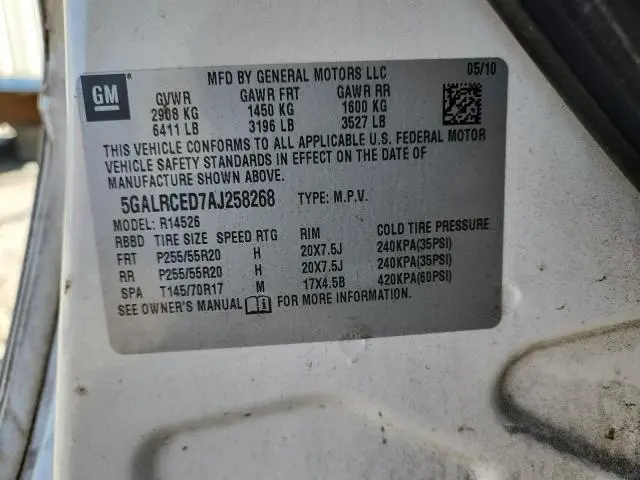 GM
MFD BY GENERAL MOTORS LLC 05/10
GVWR GAWR FRT GAWR RR
2908 KG 1450 KG 1600 KG
6411 LB 3196 LB 3527 LB
THIS VEHICLE CONFORMS TO ALL APPLICABLE U.S. FEDERAL MOTOR
VEHICLE SAFETY STANDARDS IN EFFECT ON THE DATE OF
MANUFACTURE SHOWN ABOVE.
5GALRCED7AJ258268 TYPE: M.P.V.
MODEL: R14526
RBBD TIRE SIZE SPEED RTG RIM COLD TIRE PRESSURE
FRT P255/55R20 H 20X7.5J 240KPA(35PSI)
RR P255/55R20 H 20X7.5J 240KPA(35PSI)
SPA T145/70R17 M 17X4.5B 420KPA(60PSI)
SEE OWNER'S MANUAL FOR MORE INFORMATION.